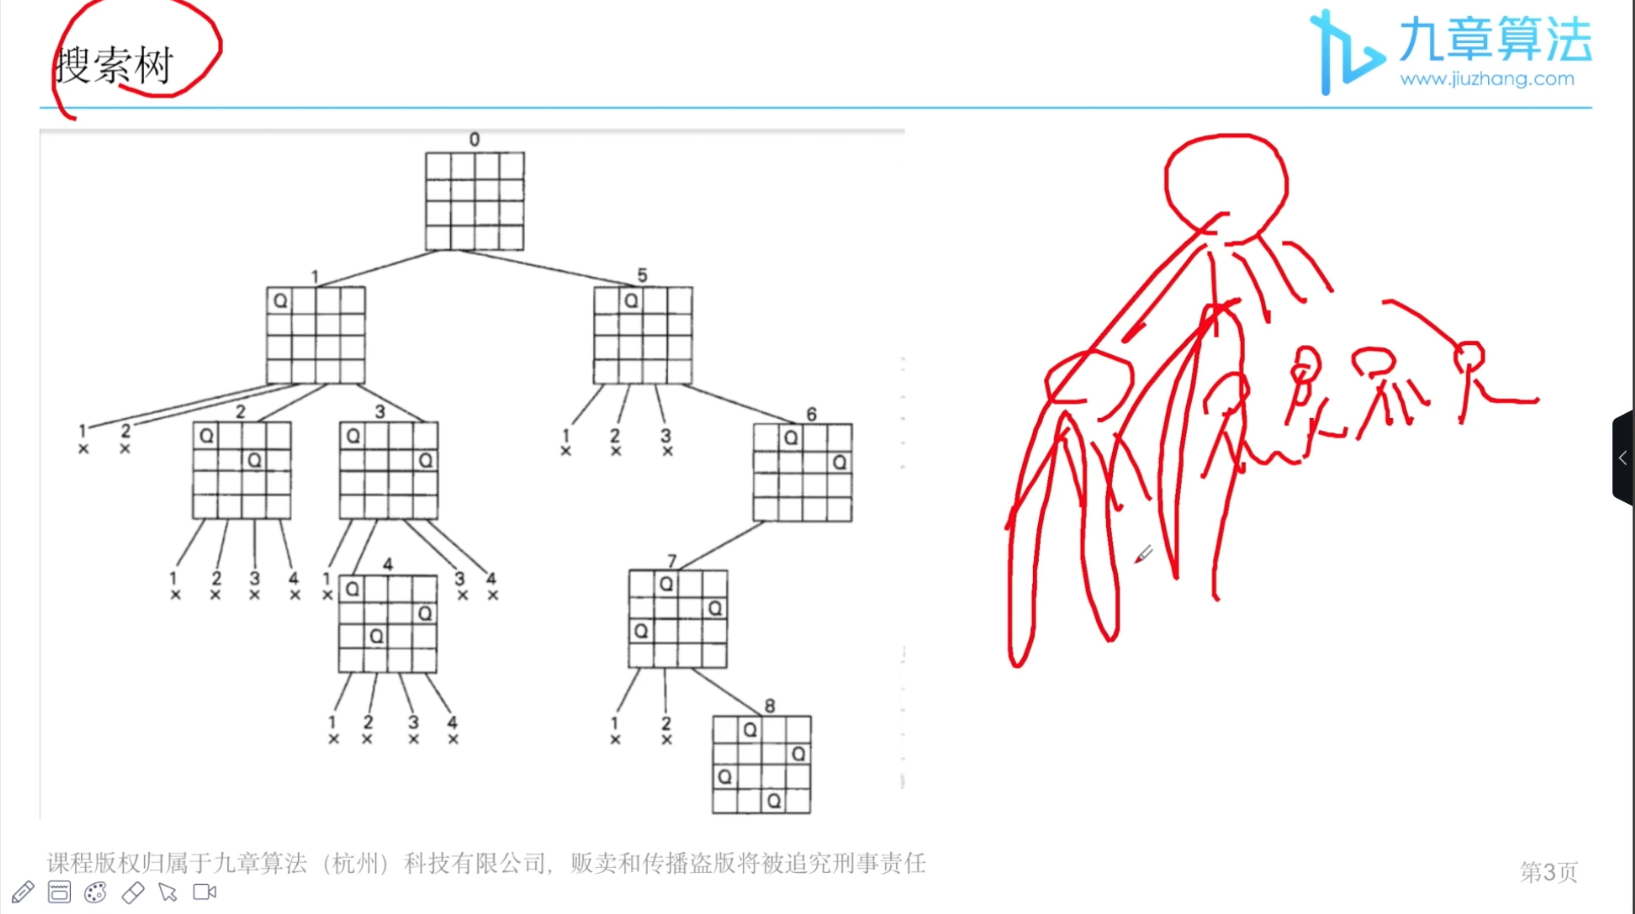 搜索树
九章算法
www.jiuzhang.com
0
1 5
Q Q
1 2 2 3 1 2 3 6
× × × × ×
Q Q Q
Q Q Q
1 2 3 4 1 4 3 4 7
× × × × × × ×
Q Q
Q Q
Q Q
1 2 3 4 1 2 8
× × × × × ×
Q
Q
Q
Q
课程版权归属于九章算法（杭州）科技有限公司，贩卖和传播盗版将被追究刑事责任
第3页